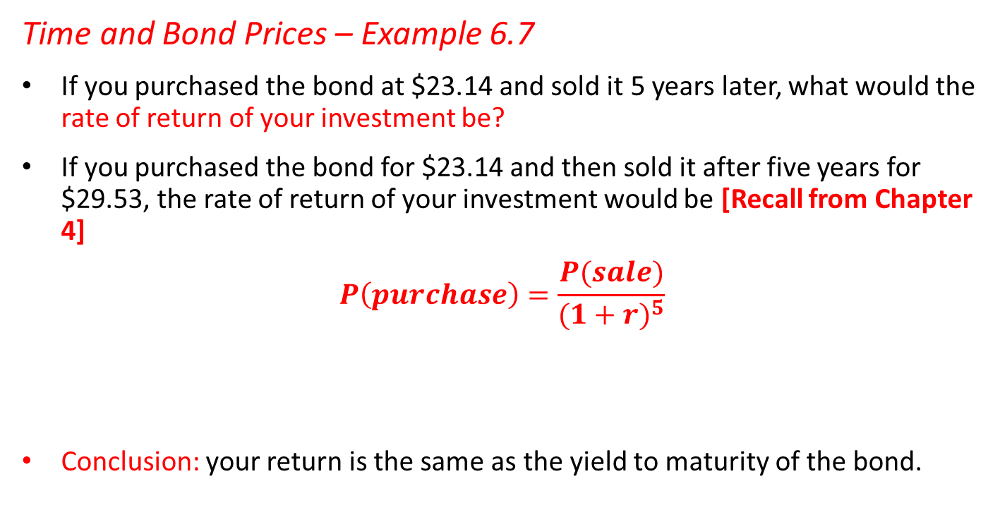 Time and Bond Prices – Example 6.7
• If you purchased the bond at $23.14 and sold it 5 years later, what would the
rate of return of your investment be?
• If you purchased the bond for $23.14 and then sold it after five years for
$29.53, the rate of return of your investment would be [Recall from Chapter
4]
P(purchase) = P(sale) / (1 + r)^5
• Conclusion: your return is the same as the yield to maturity of the bond.